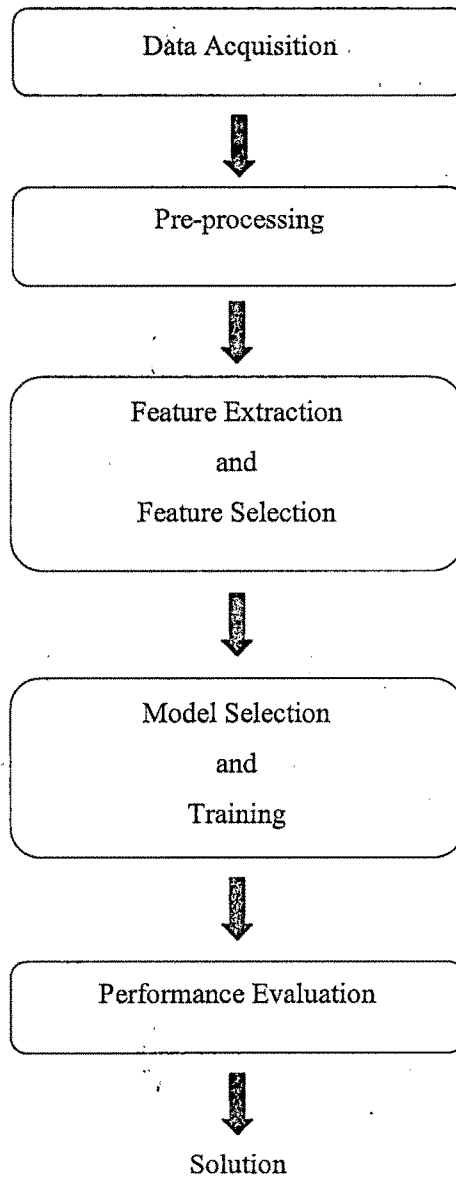 Data Acquisition
Pre-processing
Feature Extraction
and
Feature Selection
Model Selection
and
Training
Performance Evaluation
Solution